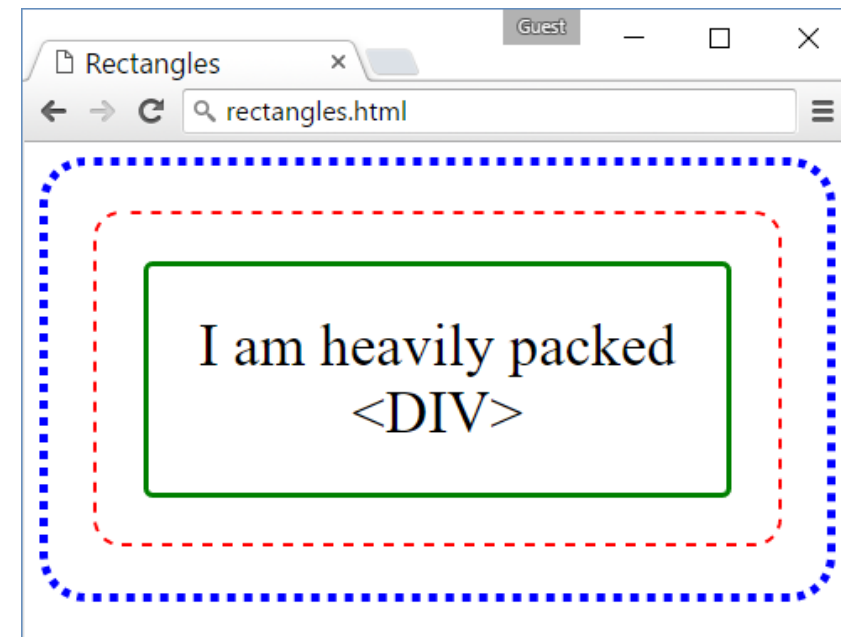 Guest
Rectangles
rectangles.html
I am heavily packed
<DIV>